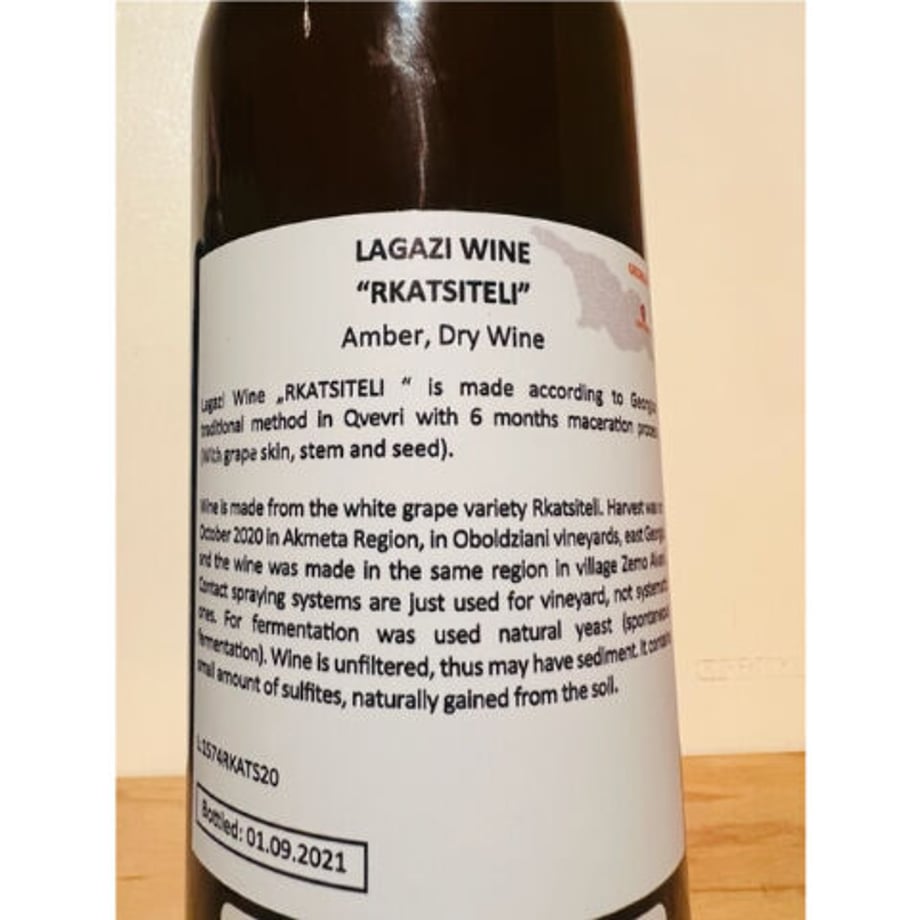 LAGAZI WINE
"RKATSITELI"
Amber, Dry Wine
Lagazi Wine „RKATSITELI “ is made according to
traditional method in Qvevri with 6 months maceration
(With grape skin, stem and seed).
Wine is made from the white grape variety Rkatsiteli. Harvest was
October 2020 in Akmeta Region, in Oboldziani vineyards, east
and the wine was made in the same region in village Zemo
Contact spraying systems are just used for vineyard, not
ones. For fermentation was used natural yeast
fermentation). Wine is unfiltered, thus may have sediment. It
small amount of sulfites, naturally gained from the soil.
L1574RKATS20
Bottled: 01.09.2021